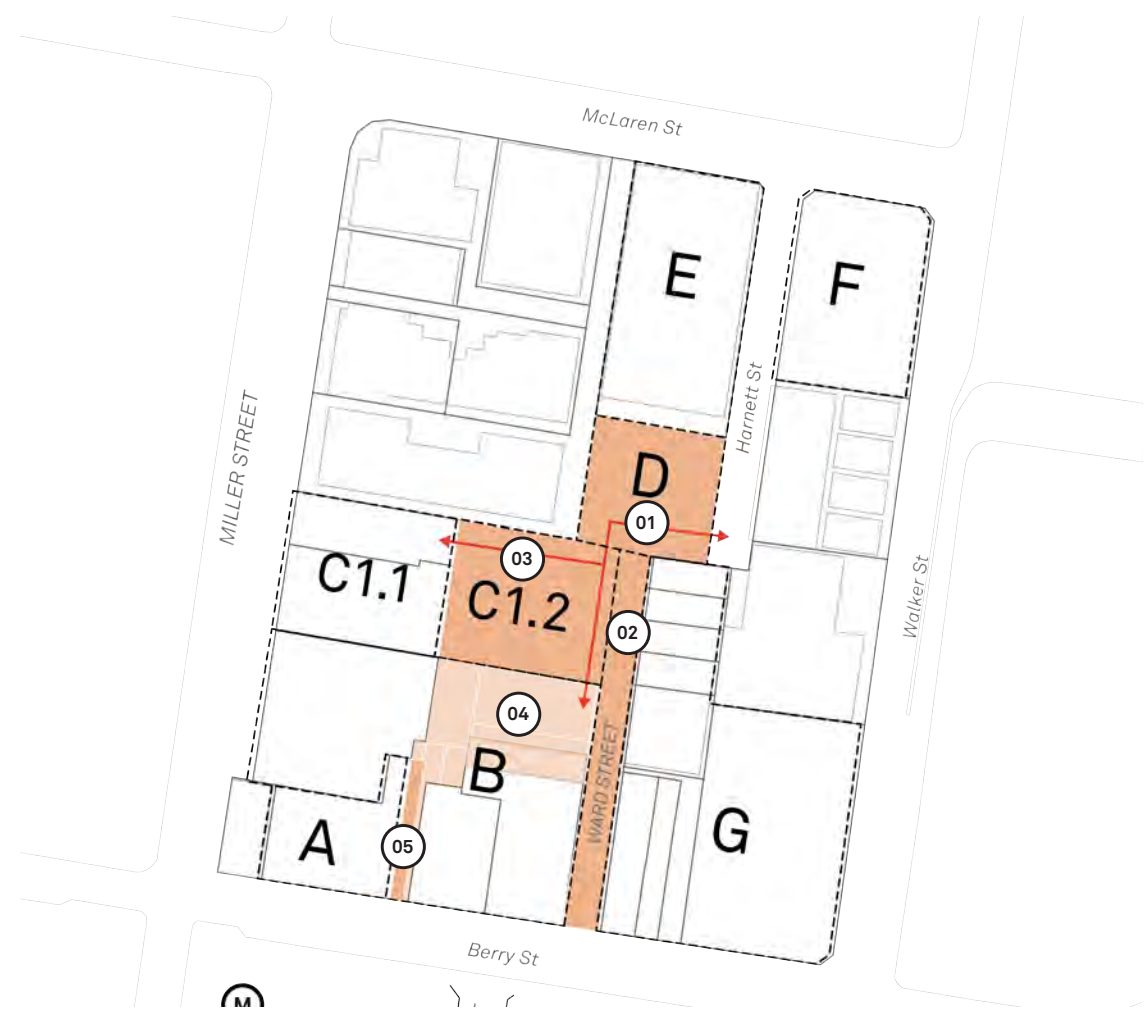 McLaren St
E
F
Harnett St
MILLER STREET
D
01
03
C1.1
C1.2
02
Walker St
04
B
WARD STREET
G
A
05
Berry St
M